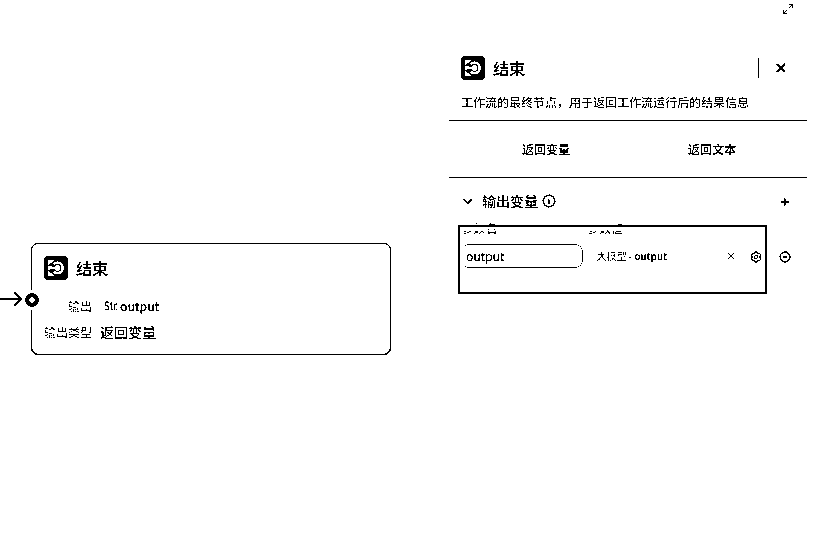 结束
工作流的最终节点，用于返回工作流运行后的结果信息
返回变量 返回文本
输出变量
output 大模型 - output
结束
输出 Str. output
输出类型 返回变量